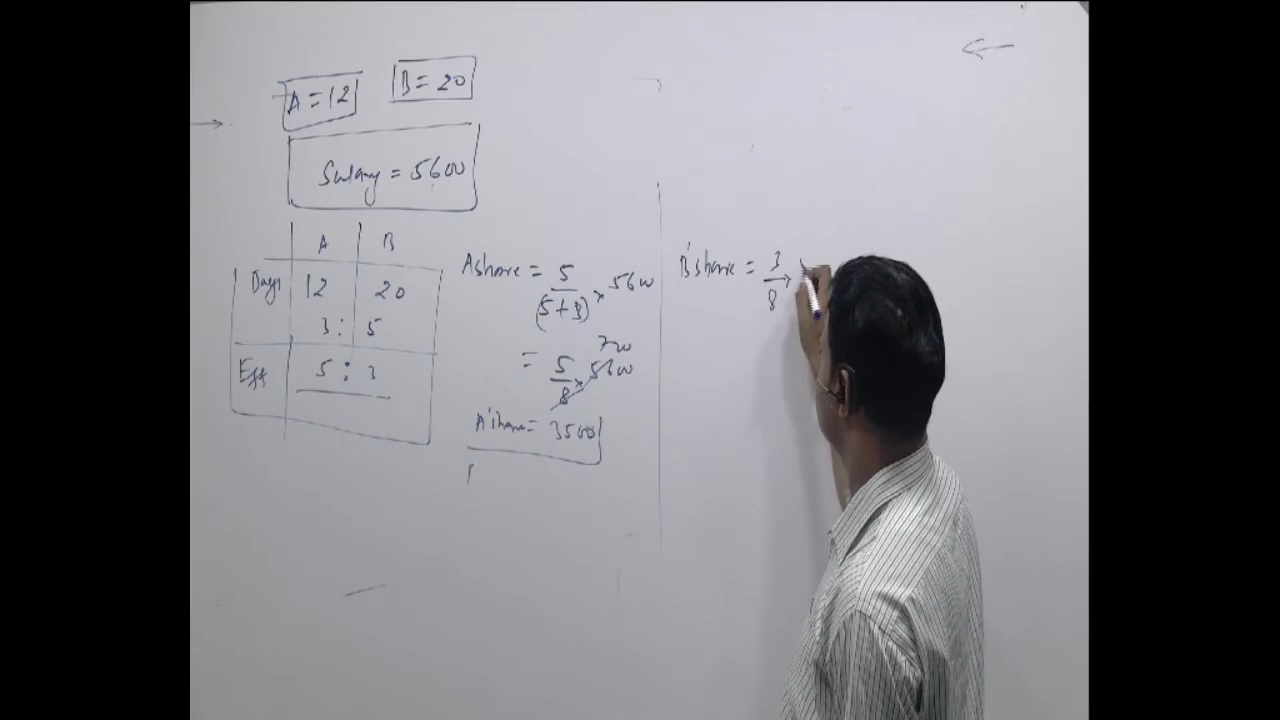 A = 12
B = 20
Salary = 5600
A B
Days 12 20
3 : 5
Eff 5 : 3
A share = 5/(5+3) × 5600
= 5/8 × 5600 700
A's share = 3500
B's share = 3/8 ×